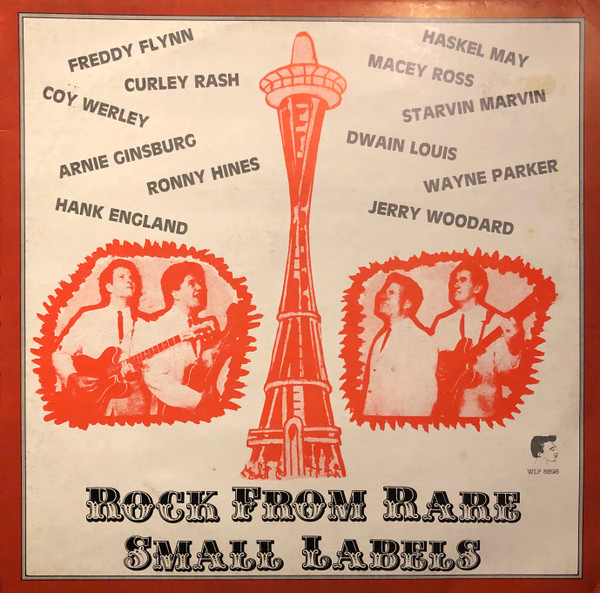 FREDDY FLYNN
CURLEY RASH
COY WERLEY
ARNIE GINSBURG
RONNY HINES
HANK ENGLAND
HASKEL MAY
MACEY ROSS
STARVIN MARVIN
DWAIN LOUIS
WAYNE PARKER
JERRY WOODARD
WLP 8898
ROCK FROM RARE
SMALL LABELS